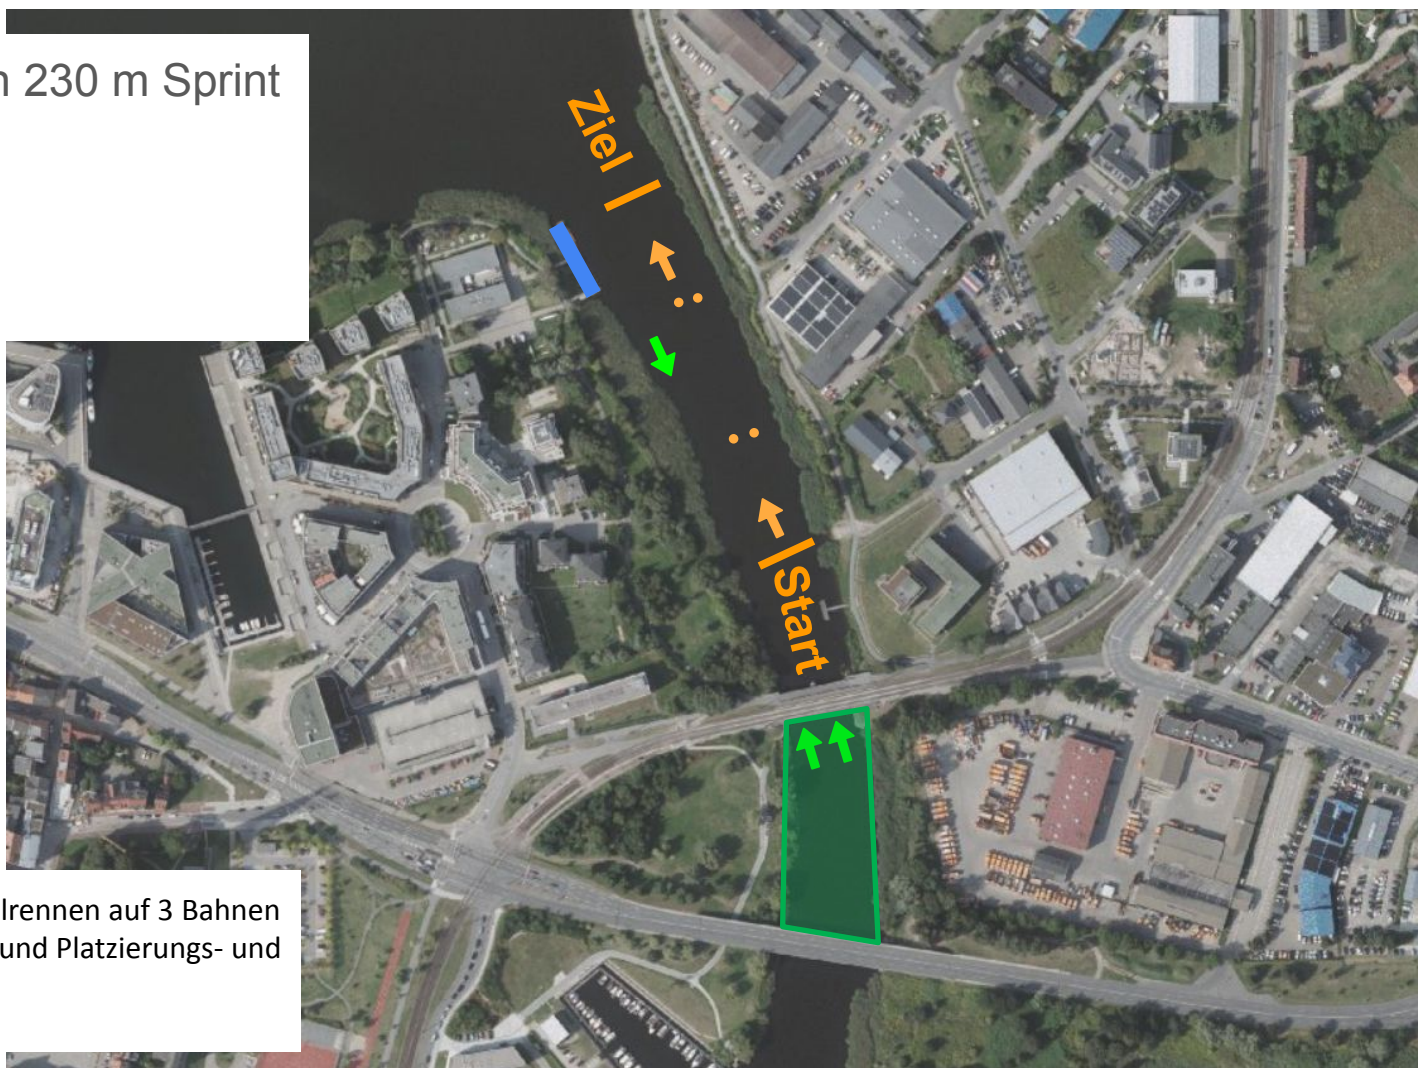 230 m Sprint
Ziel
Start
lrennen auf 3 Bahnen
und Platzierungs- und